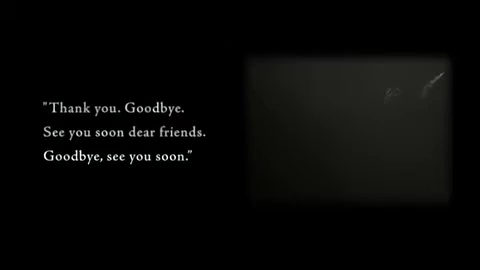 "Thank you. Goodbye.
See you soon dear friends.
Goodbye, see you soon."